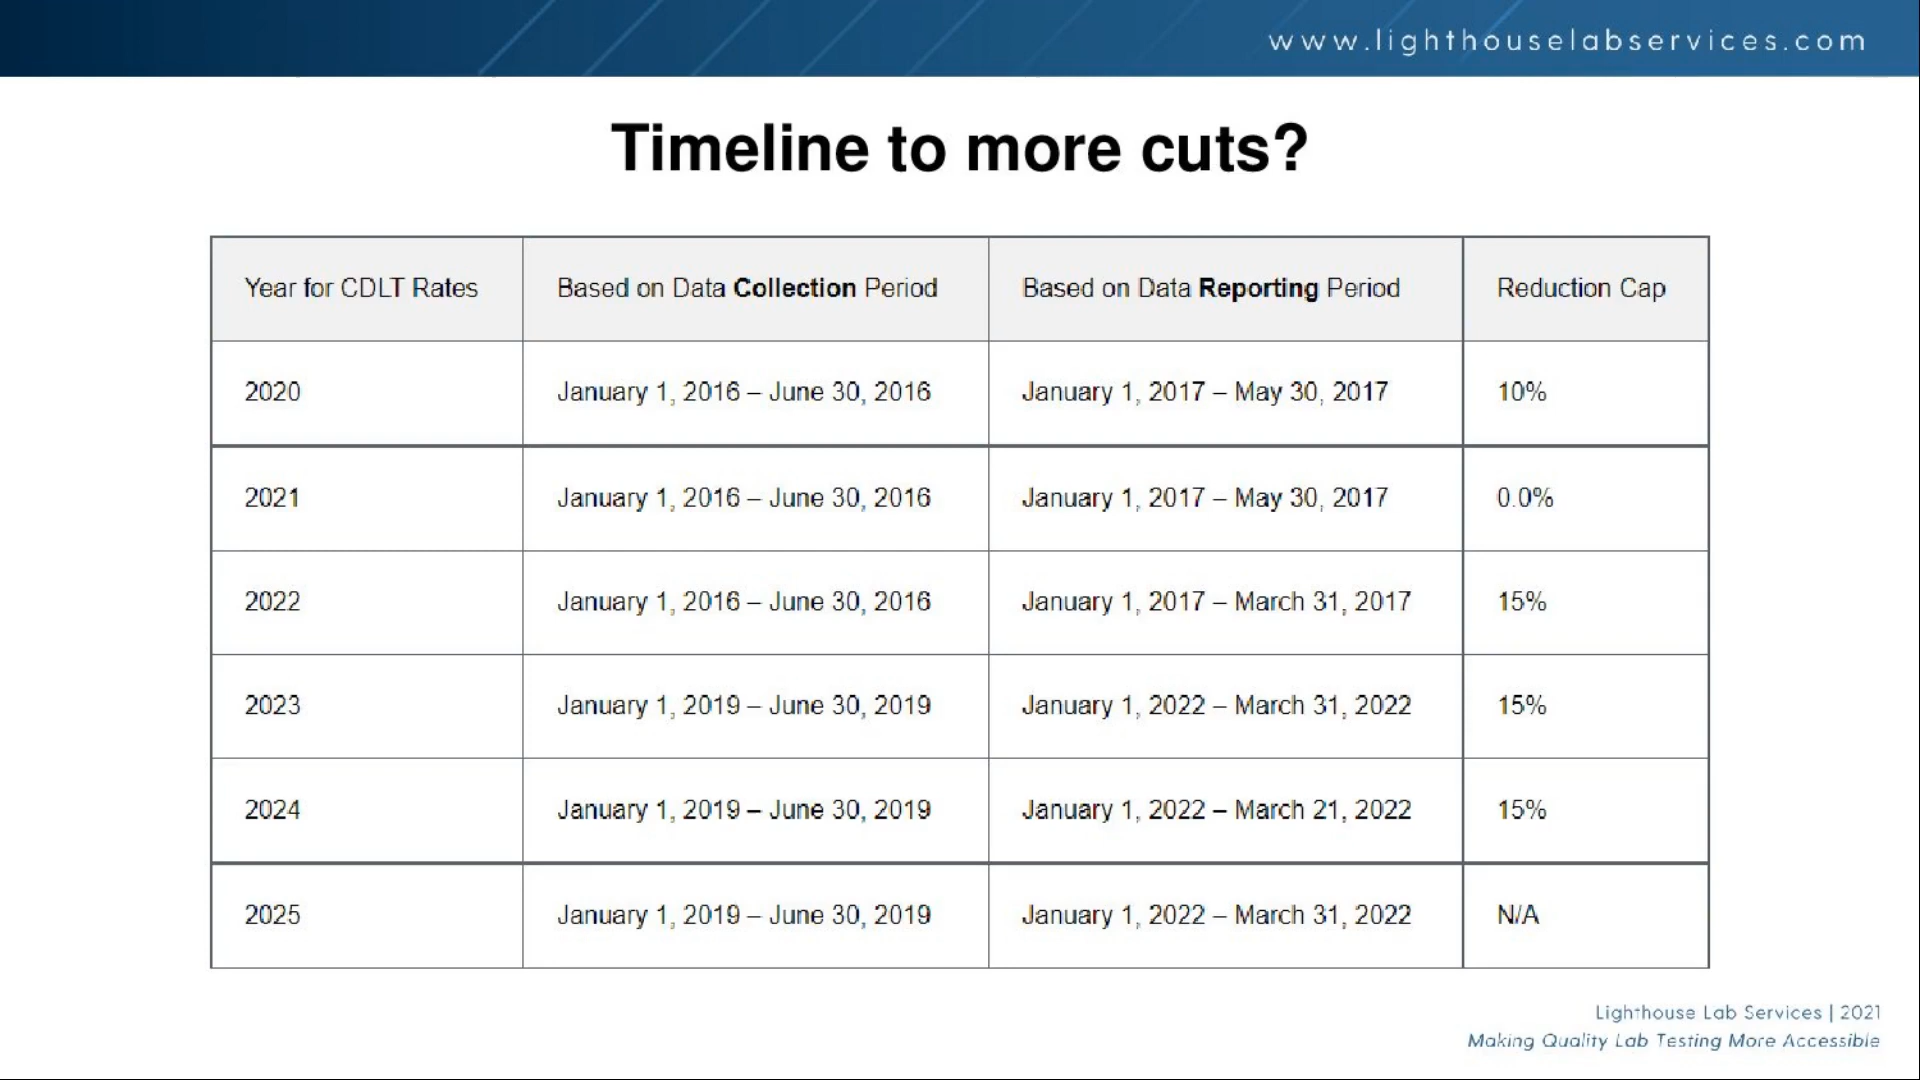 www.lighthouselabservices.com
Timeline to more cuts?
Year for CDLT Rates Based on Data Collection Period Based on Data Reporting Period Reduction Cap
2020 January 1, 2016 – June 30, 2016 January 1, 2017 – May 30, 2017 10%
2021 January 1, 2016 – June 30, 2016 January 1, 2017 – May 30, 2017 0.0%
2022 January 1, 2016 – June 30, 2016 January 1, 2017 – March 31, 2017 15%
2023 January 1, 2019 – June 30, 2019 January 1, 2022 – March 31, 2022 15%
2024 January 1, 2019 – June 30, 2019 January 1, 2022 – March 21, 2022 15%
2025 January 1, 2019 – June 30, 2019 January 1, 2022 – March 31, 2022 N/A
Lighthouse Lab Services | 2021
Making Quality Lab Testing More Accessible